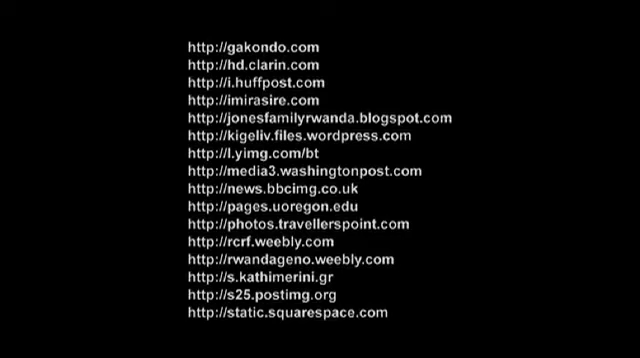 http://gakondo.com
http://hd.clarin.com
http://i.huffpost.com
http://imirasire.com
http://jonesfamilyrwanda.blogspot.com
http://kigeliv.files.wordpress.com
http://l.yimg.com/bt
http://media3.washingtonpost.com
http://news.bbcimg.co.uk
http://pages.uoregon.edu
http://photos.travellerspoint.com
http://rcrf.weebly.com
http://rwandageno.weebly.com
http://s.kathimerini.gr
http://s25.postimg.org
http://static.squarespace.com